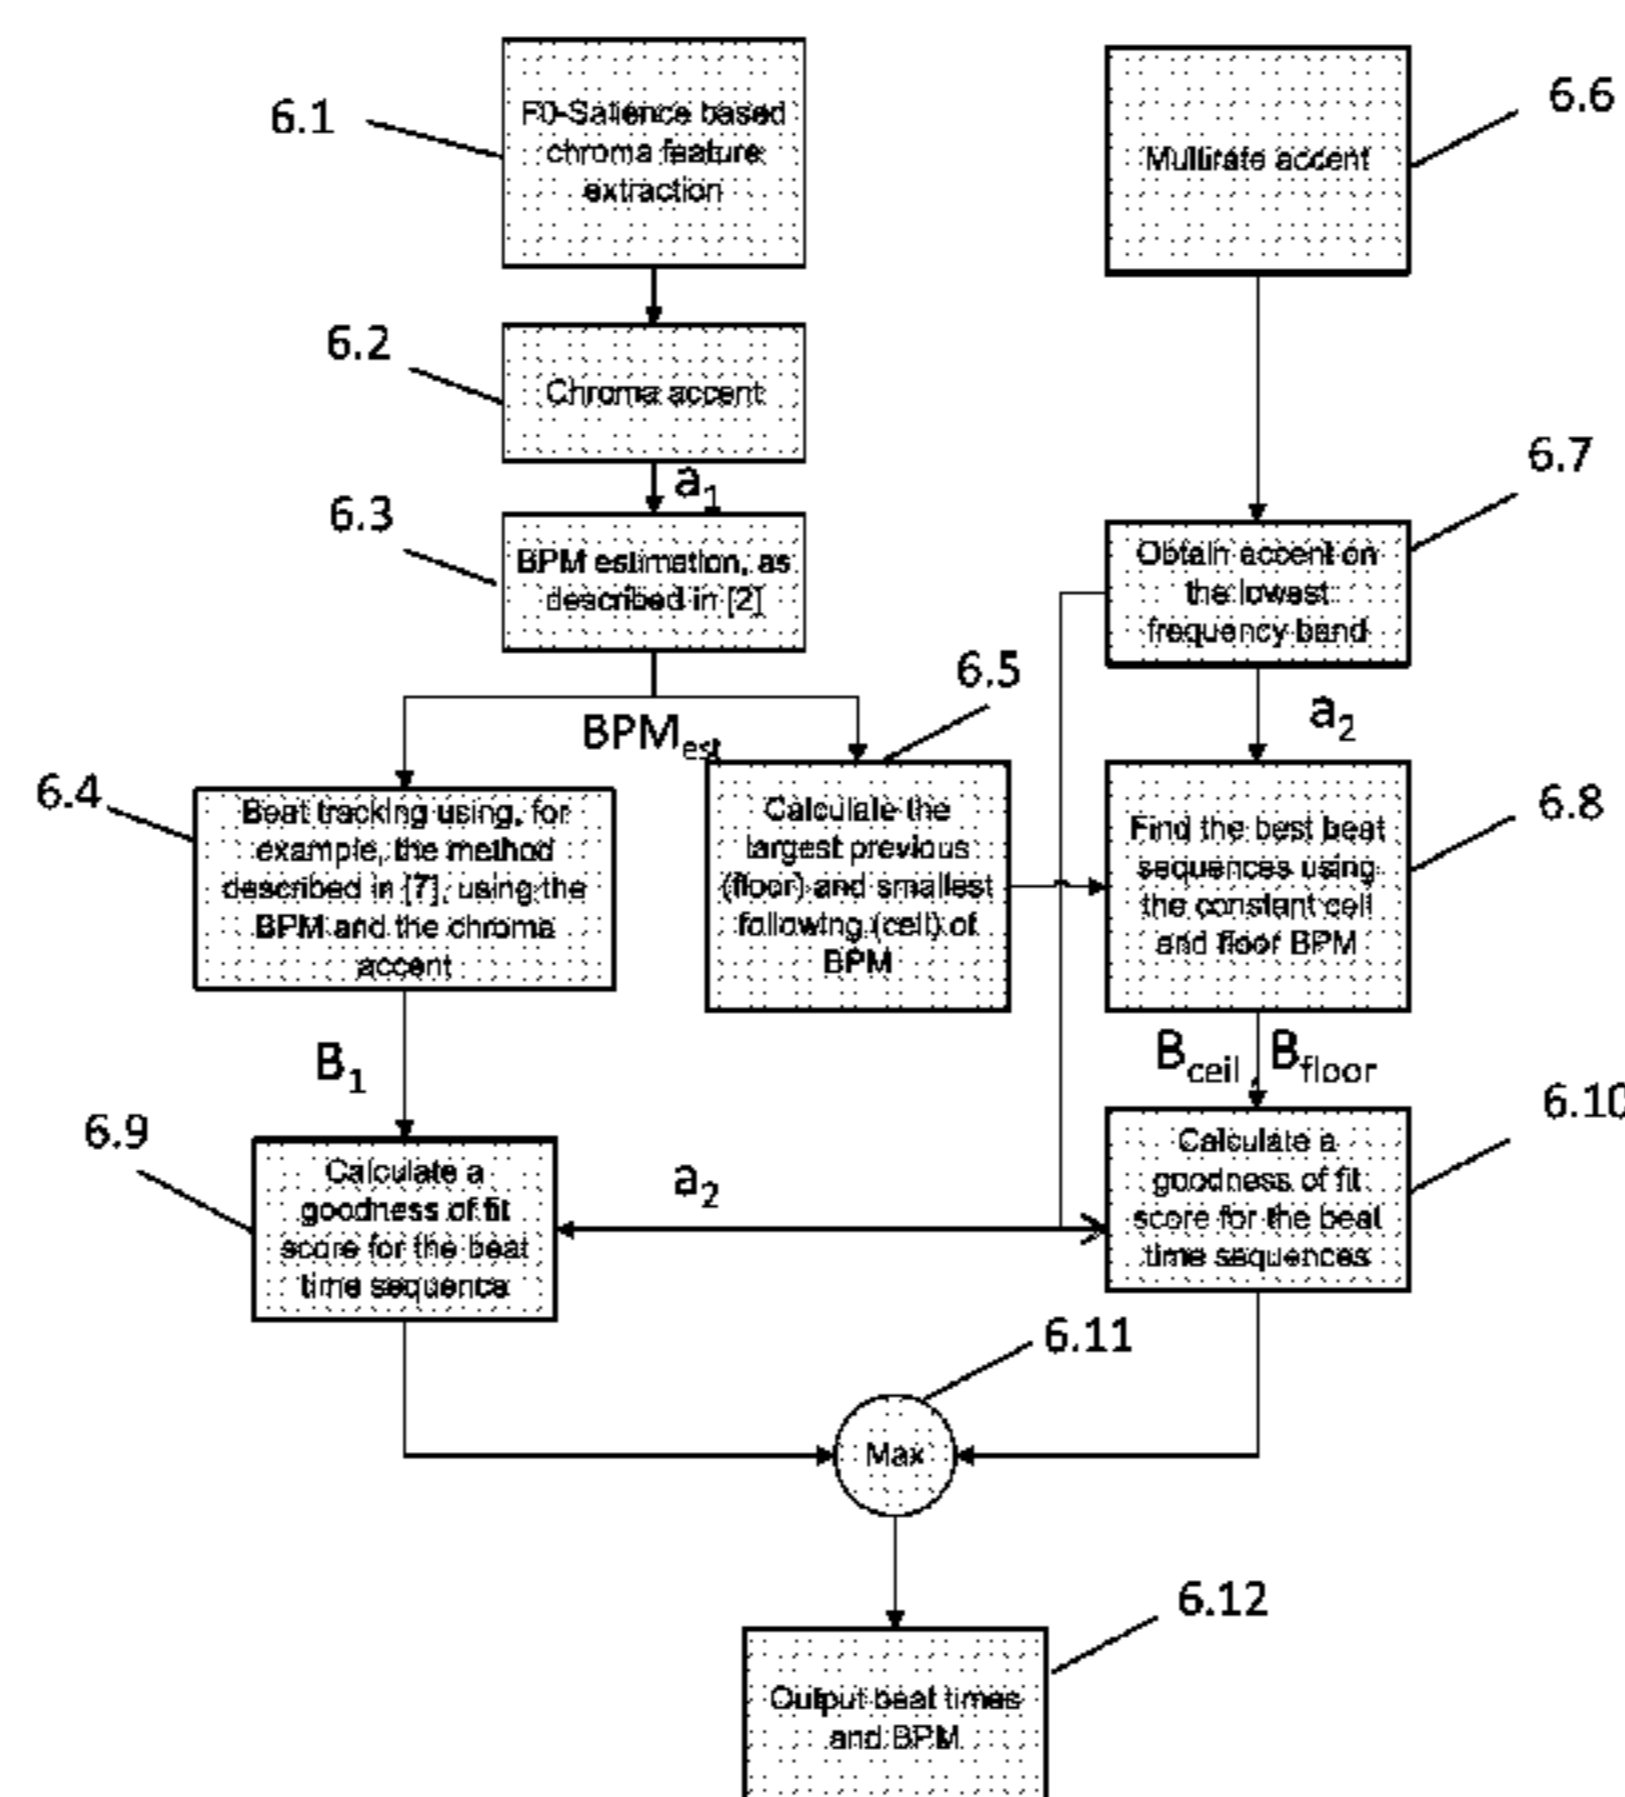 6.1
F0-Salience based
chroma feature
extraction
6.6
Multirate accent
6.2
Chroma accent
a1
6.3
BPM estimation, as
described in [2]
6.7
Obtain accent on
the lowest
frequency band
6.5
BPMest
a2
6.4
Beat tracking using, for
example, the method
described in [7], using the
BPM and the chroma
accent
Calculate the
largest previous
(floor) and smallest
following (ceil) of
BPM
6.8
Find the best beat
sequences using
the constant ceil
and floor BPM
B1
Bceil , Bfloor
6.9
Calculate a
goodness of fit
score for the beat
time sequence
a2
6.10
Calculate a
goodness of fit
score for the beat
time sequences
6.11
Max
6.12
Output beat times
and BPM